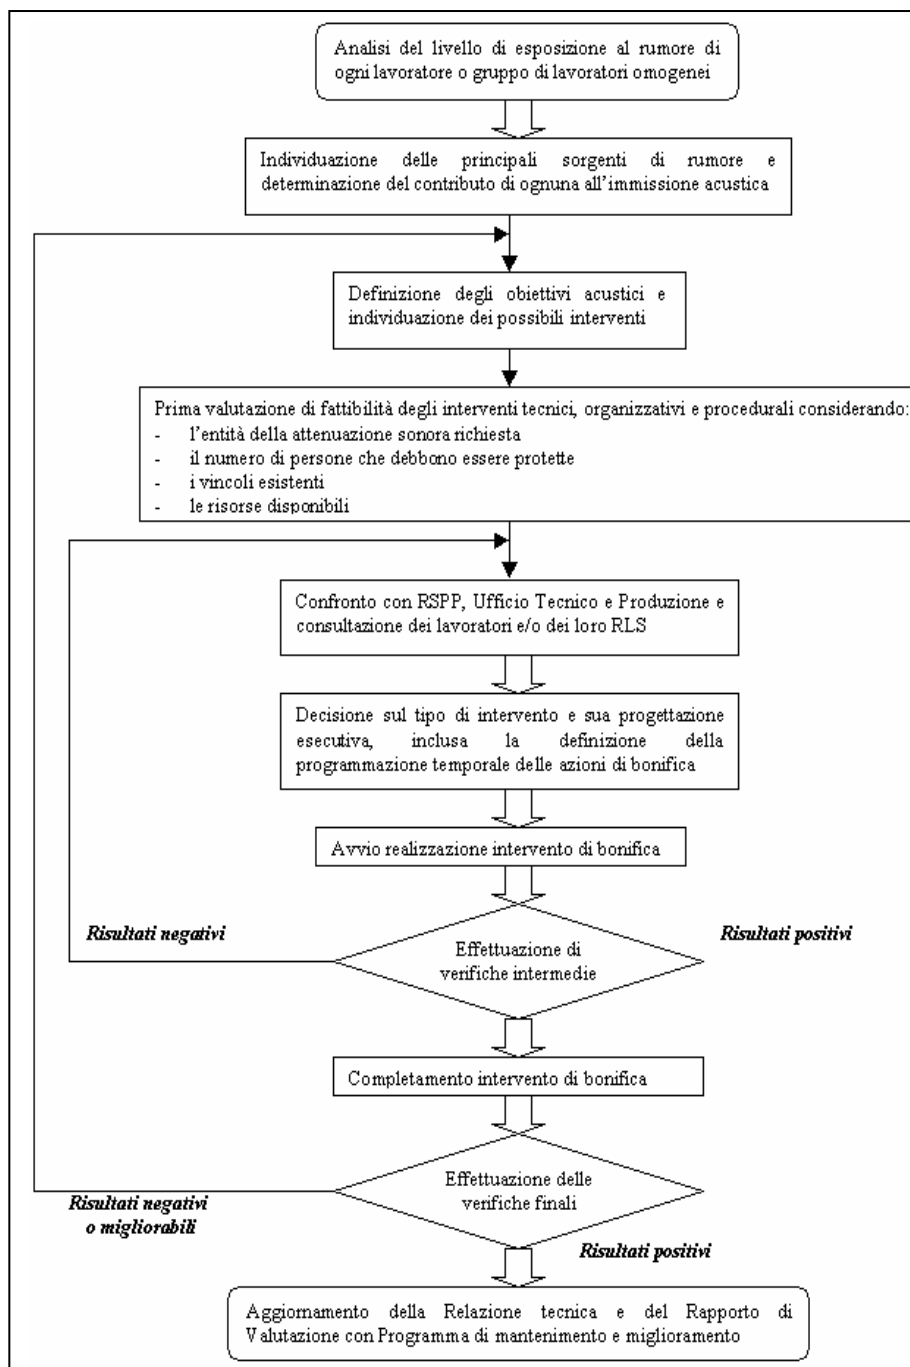 Analisi del livello di esposizione al rumore di
ogni lavoratore o gruppo di lavoratori omogenei
Individuazione delle principali sorgenti di rumore e
determinazione del contributo di ognuna all'immissione acustica
Definizione degli obiettivi acustici e
individuazione dei possibili interventi
Prima valutazione di fattibilità degli interventi tecnici, organizzativi e procedurali considerando:
- l'entità della attenuazione sonora richiesta
- il numero di persone che debbono essere protette
- i vincoli esistenti
- le risorse disponibili
Confronto con RSPP, Ufficio Tecnico e Produzione e
consultazione dei lavoratori e/o dei loro RLS
Decisione sul tipo di intervento e sua progettazione
esecutiva, inclusa la definizione della
programmazione temporale delle azioni di bonifica
Avvio realizzazione intervento di bonifica
Risultati negativi
Risultati positivi
Effettuazione di
verifiche intermedie
Completamento intervento di bonifica
Effettuazione delle
verifiche finali
Risultati negativi
o migliorabili
Risultati positivi
Aggiornamento della Relazione tecnica e del Rapporto di
Valutazione con Programma di mantenimento e miglioramento